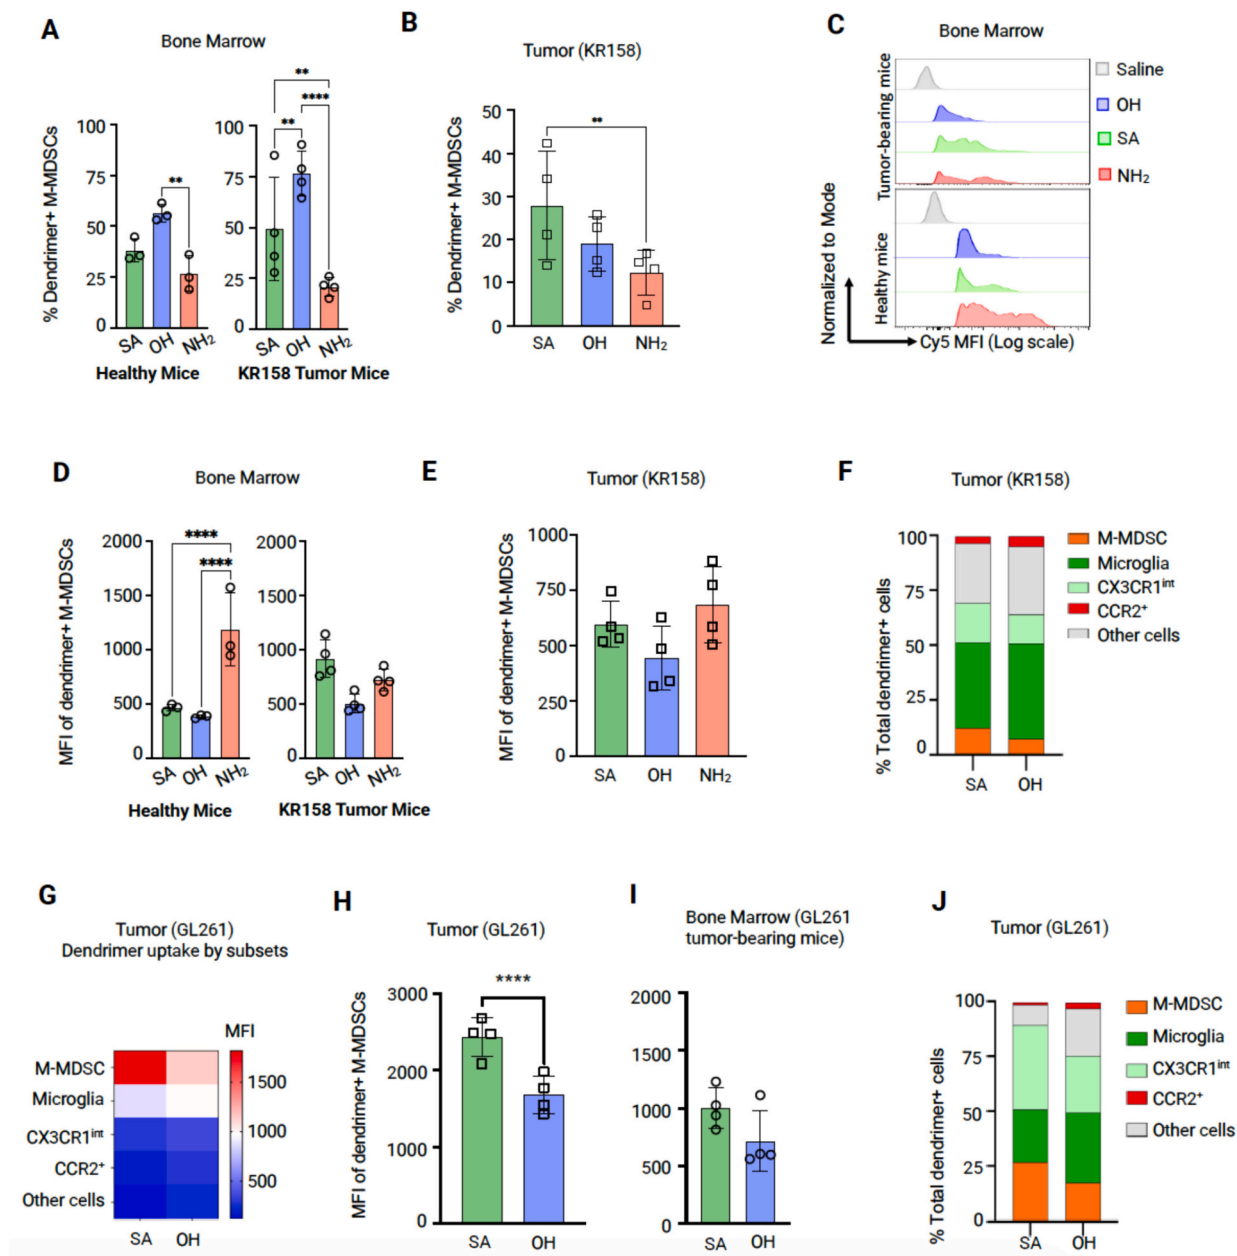 A
Bone Marrow
% Dendrimer+ M-MDSCs
100
75
50
25
0
**
SA
OH
NH2
Healthy Mice
100
75
50
25
0
**
****
**
SA
OH
NH2
KR158 Tumor Mice
B
Tumor (KR158)
% Dendrimer+ M-MDSCs
50
40
30
20
10
0
**
SA
OH
NH2
C
Bone Marrow
Normalized to Mode
Tumor-bearing mice
Healthy mice
Cy5 MFI (Log scale)
Saline
OH
SA
NH2
D
Bone Marrow
MFI of dendrimer+ M-MDSCs
2000
1500
1000
500
0
****
****
SA
OH
NH2
Healthy Mice
2000
1500
1000
500
0
SA
OH
NH2
KR158 Tumor Mice
E
Tumor (KR158)
MFI of dendrimer+ M-MDSCs
1000
750
500
250
0
SA
OH
NH2
F
Tumor (KR158)
% Total dendrimer+ cells
100
75
50
25
0
SA
OH
M-MDSC
Microglia
CX3CR1int
CCR2+
Other cells
G
Tumor (GL261)
Dendrimer uptake by subsets
M-MDSC
Microglia
CX3CR1int
CCR2+
Other cells
SA
OH
MFI
1500
1000
500
H
Tumor (GL261)
MFI of dendrimer+ M-MDSCs
3000
2000
1000
0
****
SA
OH
I
Bone Marrow (GL261
tumor-bearing mice)
2000
1500
1000
500
0
SA
OH
J
Tumor (GL261)
% Total dendrimer+ cells
100
75
50
25
0
SA
OH
M-MDSC
Microglia
CX3CR1int
CCR2+
Other cells